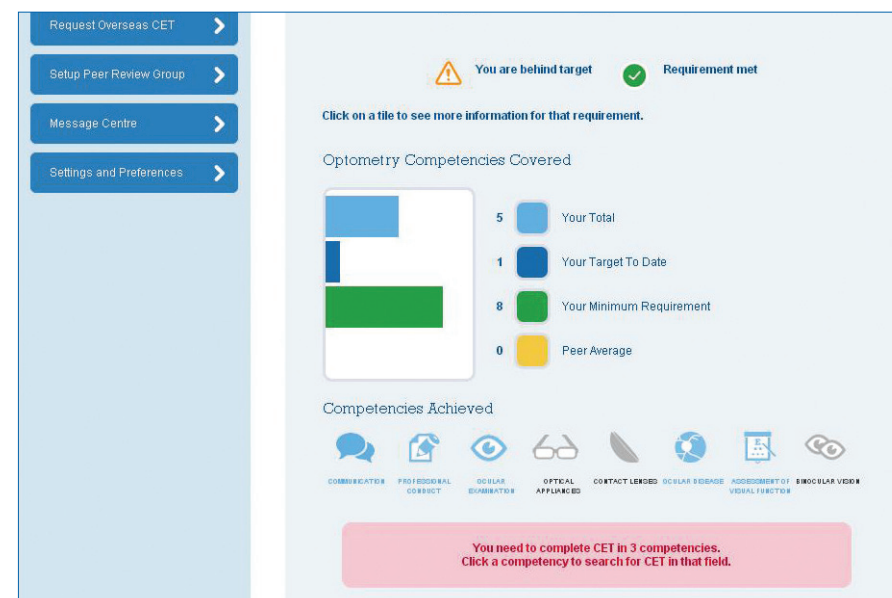 Request Overseas CET
Setup Peer Review Group
Message Centre
Settings and Preferences
You are behind target
Requirement met
Click on a tile to see more information for that requirement.
Optometry Competencies Covered
5 Your Total
1 Your Target To Date
8 Your Minimum Requirement
0 Peer Average
Competencies Achieved
COMMUNICATION
PROFESSIONAL
CONDUCT
OCULAR
EXAMINATION
OPTICAL
APPLIANCES
CONTACT LENSES
OCULAR DISEASE
ASSESSMENT OF
VISUAL FUNCTION
BINOCULAR VISION
You need to complete CET in 3 competencies.
Click a competency to search for CET in that field.